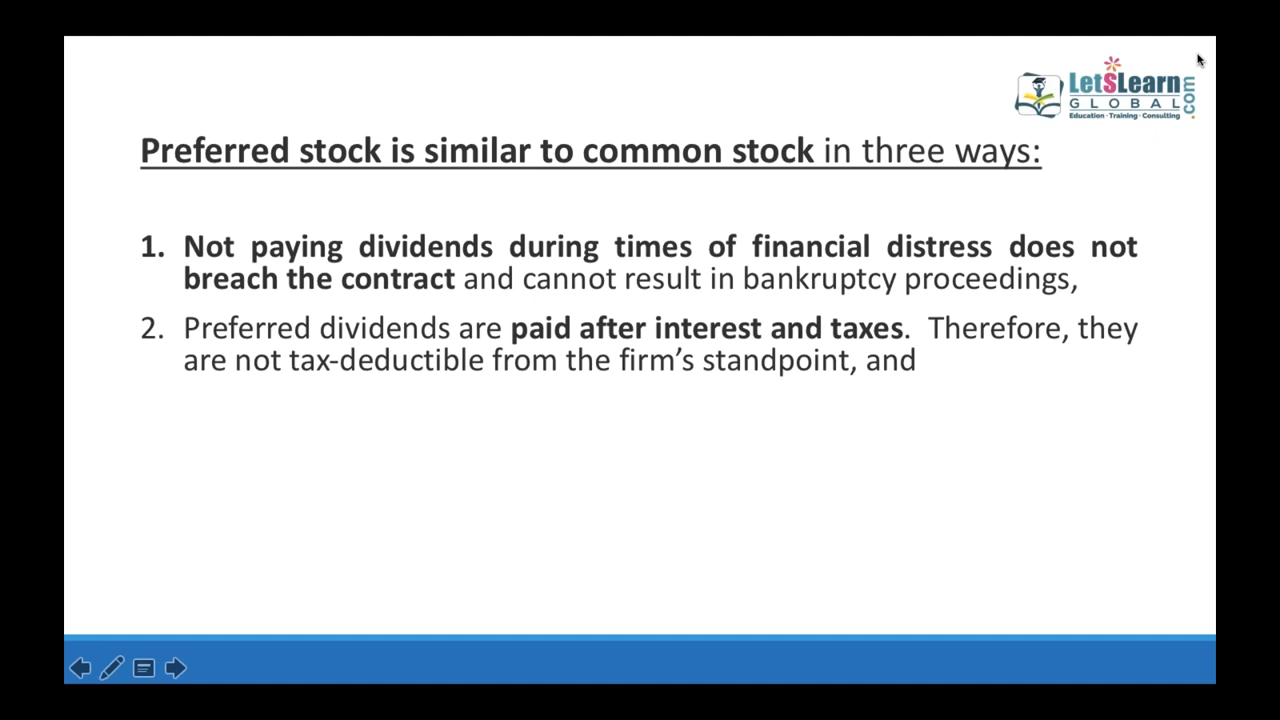 LetSLearn
GLOBAL
.com
Education · Training · Consulting
Preferred stock is similar to common stock in three ways:
1. Not paying dividends during times of financial distress does not
breach the contract and cannot result in bankruptcy proceedings,
2. Preferred dividends are paid after interest and taxes. Therefore, they
are not tax-deductible from the firm’s standpoint, and